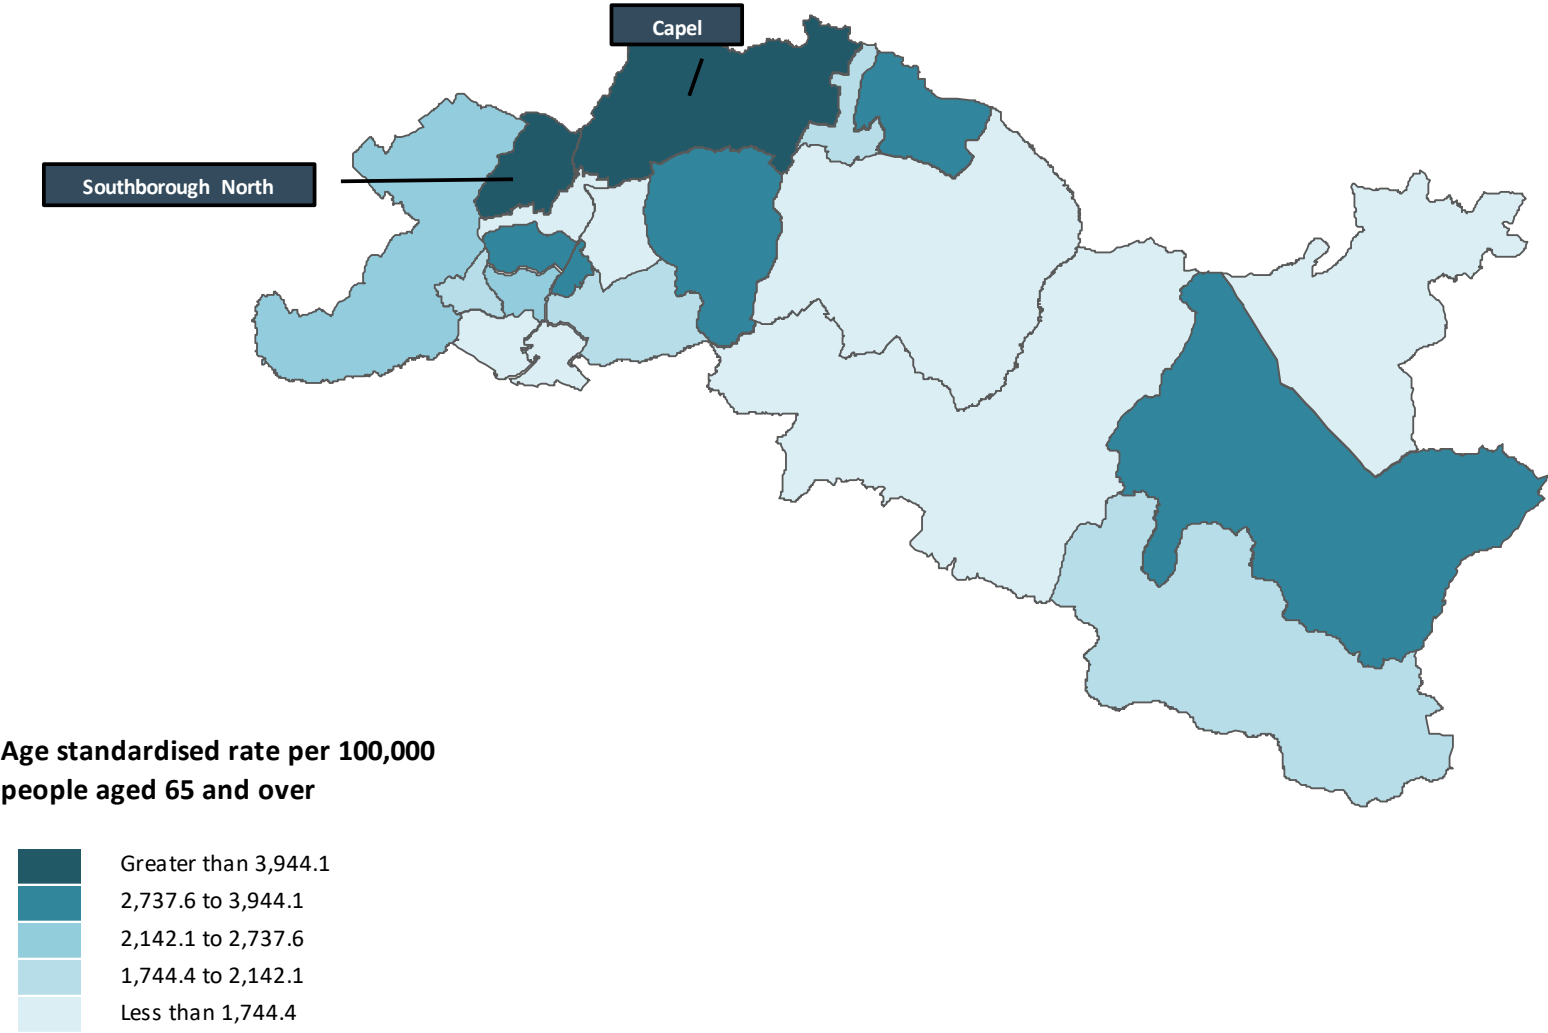 Capel
Southborough North
Age standardised rate per 100,000
people aged 65 and over
Greater than 3,944.1
2,737.6 to 3,944.1
2,142.1 to 2,737.6
1,744.4 to 2,142.1
Less than 1,744.4